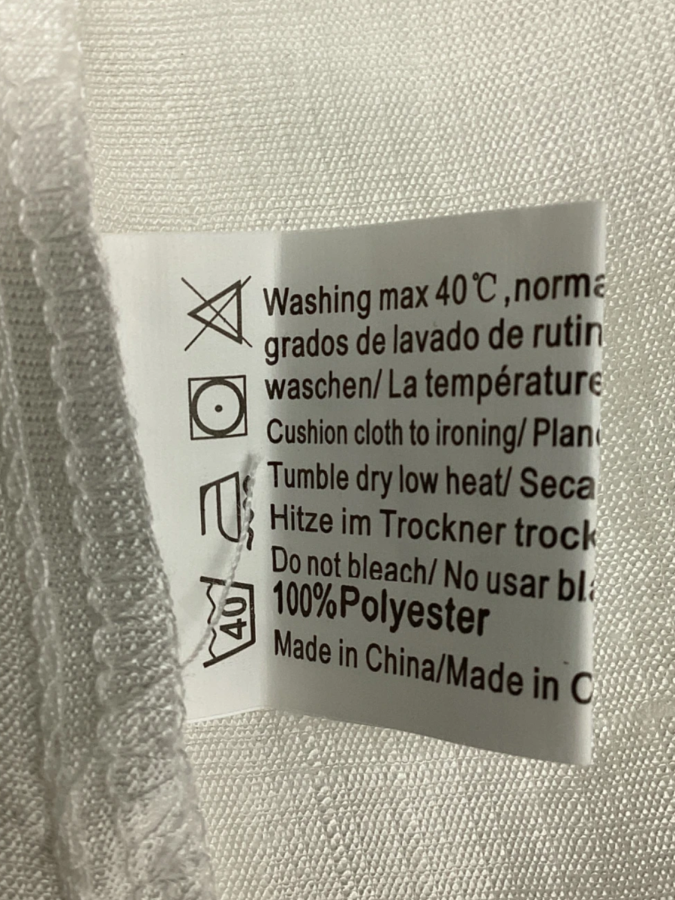 Washing max 40℃,norma
grados de lavado de rutin
waschen/ La température
Cushion cloth to ironing/ Plan
Tumble dry low heat/ Seca
Hitze im Trockner trock
Do not bleach/ No usar bl
100%Polyester
Made in China/Made in C
40